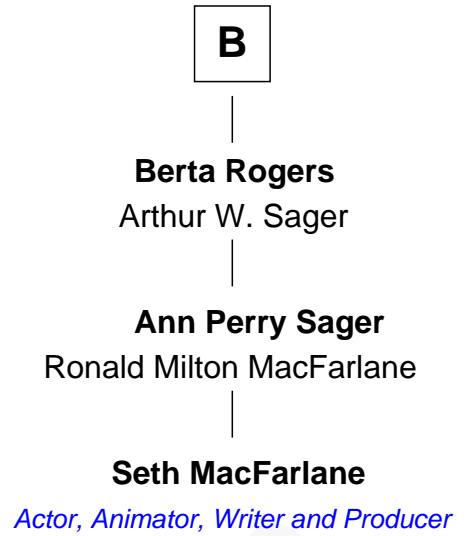 B
Berta Rogers
Arthur W. Sager
Ann Perry Sager
Ronald Milton MacFarlane
Seth MacFarlane
Actor, Animator, Writer and Producer